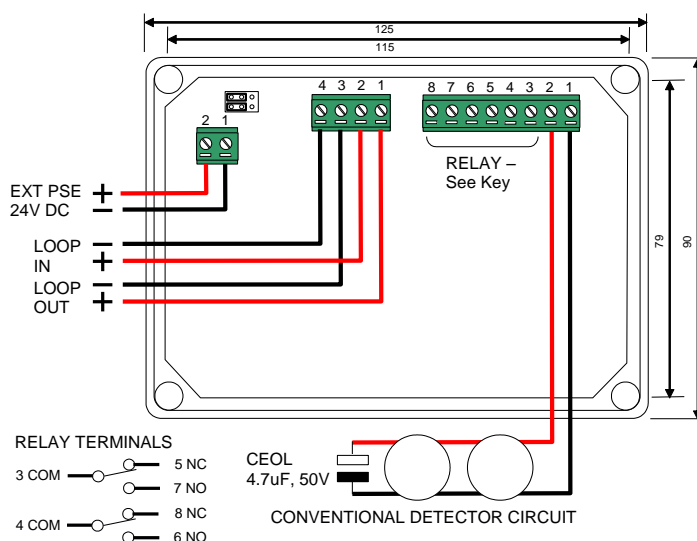 125
115
4 3 2 1
8 7 6 5 4 3 2 1
2 1
RELAY –
See Key
EXT PSE +
24V DC –
LOOP –
IN +
LOOP –
OUT +
79
90
RELAY TERMINALS
3 COM
5 NC
7 NO
4 COM
8 NC
6 NO
CEOL
4.7uF, 50V
CONVENTIONAL DETECTOR CIRCUIT